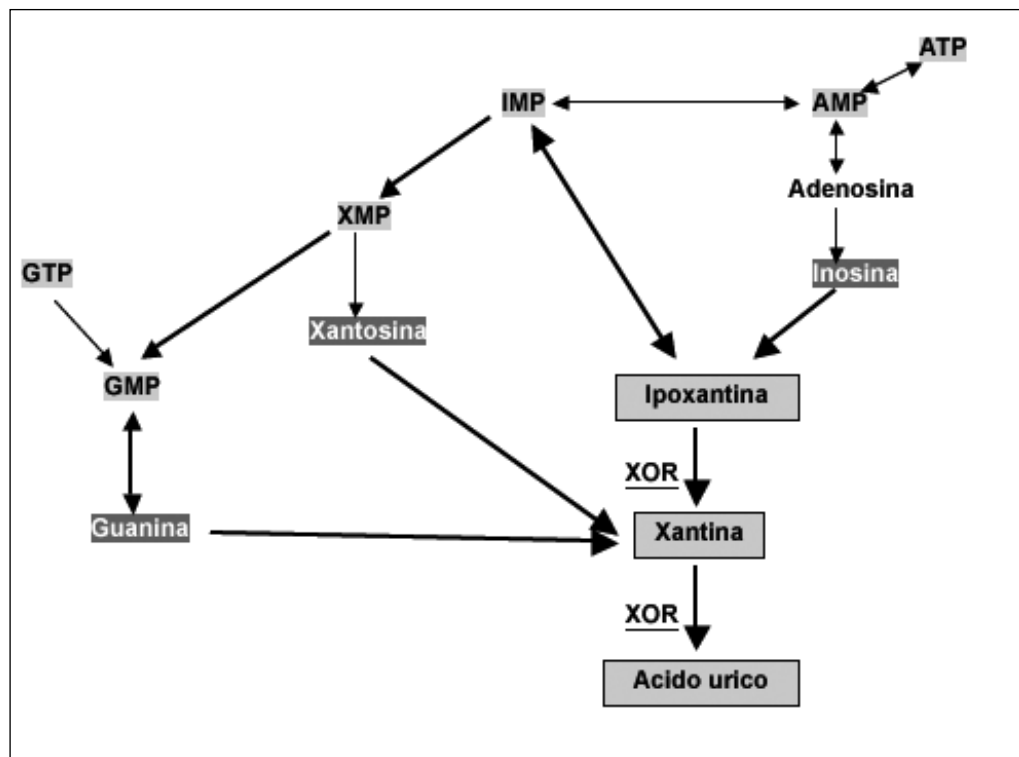 ATP
IMP
AMP
Adenosina
XMP
GTP
Inosina
Xantosina
GMP
Ipoxantina
XOR
Guanina
Xantina
XOR
Acido urico